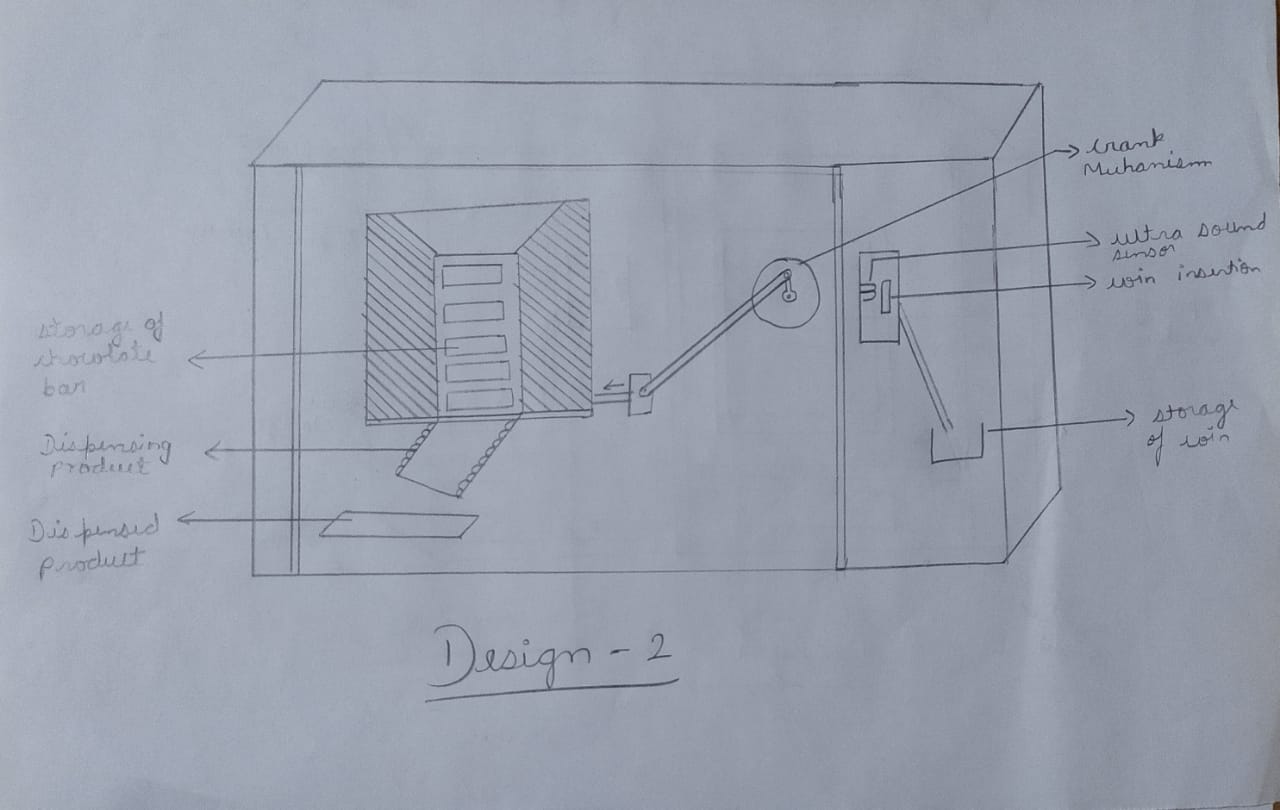 Crank
Mechanism
ultra sound
sensor
coin insertion
storage of
chocolate
bar
storage
of coin
Dispensing
product
Dispensed
product
Design - 2